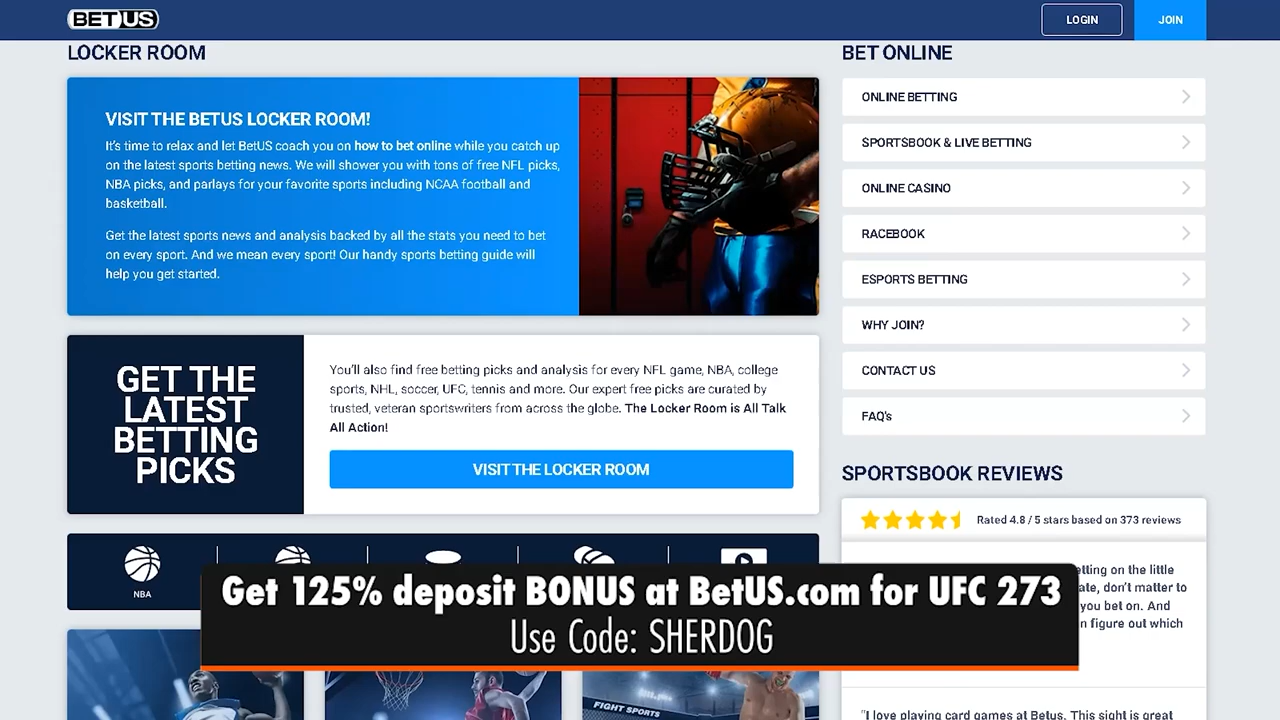 BETUS
LOGIN
JOIN
LOCKER ROOM
VISIT THE BETUS LOCKER ROOM!
It's time to relax and let BetUS coach you on how to bet online while you catch up
on the latest sports betting news. We will shower you with tons of free NFL picks,
NBA picks, and parlays for your favorite sports including NCAA football and
basketball.
Get the latest sports news and analysis backed by all the stats you need to bet
on every sport. And we mean every sport! Our handy sports betting guide will
help you get started.
GET THE
LATEST
BETTING
PICKS
You'll also find free betting picks and analysis for every NFL game, NBA, college
sports, NHL, soccer, UFC, tennis and more. Our expert free picks are curated by
trusted, veteran sportswriters from across the globe. The Locker Room is All Talk
All Action!
VISIT THE LOCKER ROOM
NBA
FIGHT SPORTS
BET ONLINE
ONLINE BETTING
SPORTSBOOK & LIVE BETTING
ONLINE CASINO
RACEBOOK
ESPORTS BETTING
WHY JOIN?
CONTACT US
FAQ's
SPORTSBOOK REVIEWS
Rated 4.8 / 5 stars based on 373 reviews
etting on the little
ate, don't matter to
you bet on. And
n figure out which
"I love playing card games at Betus. This sight is great
Get 125% deposit BONUS at BetUS.com for UFC 273
Use Code: SHERDOG